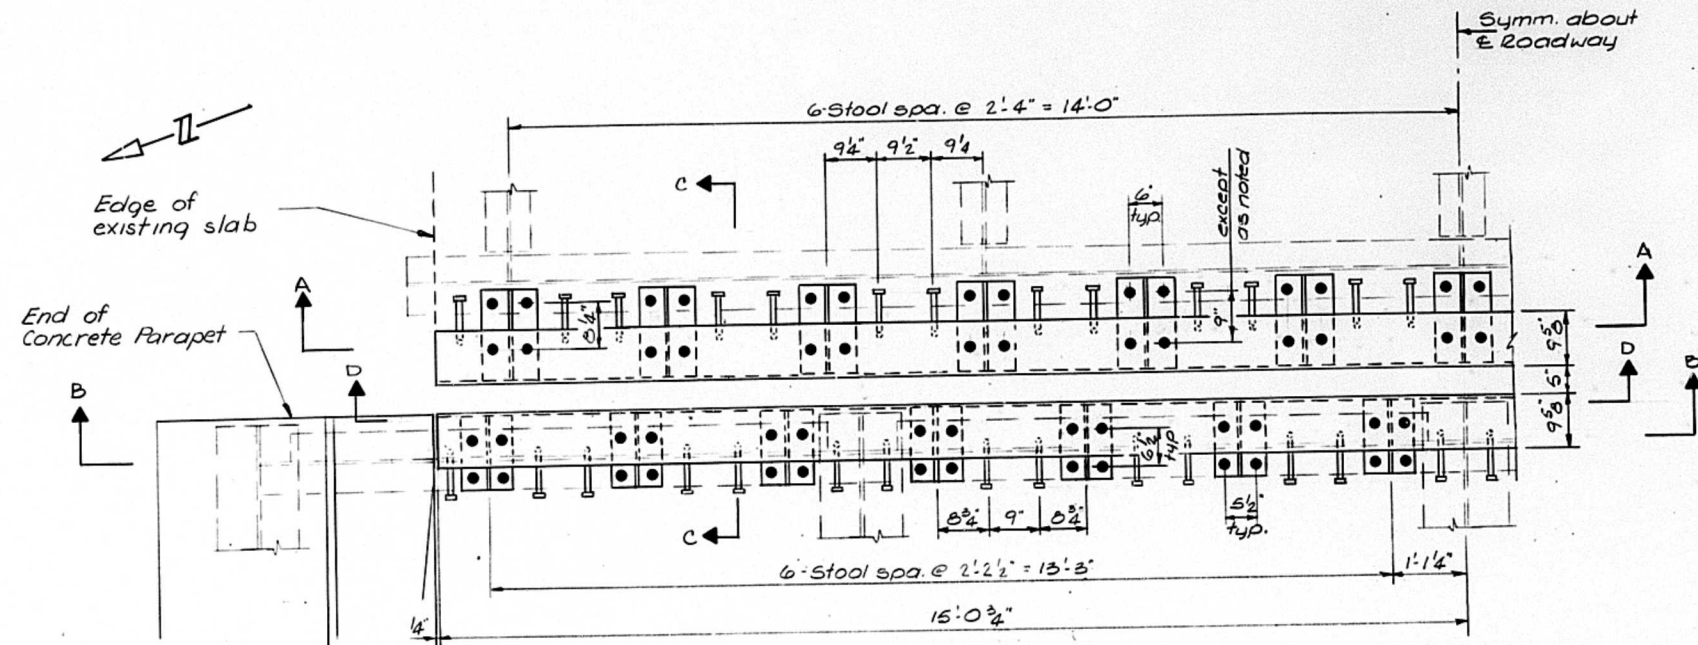 Symm. about
℄ Roadway
6-Stool spa. @ 2'-4" = 14'-0"
9¼" 9½" 9¼
C
6"
typ.
except
as noted
Edge of
existing slab
A
A
8¼"
9"
9⅝"
End of
Concrete Parapet
D
D
5"
B
B
9⅝"
6½"
typ
8¾" 9" 8¾"
5½"
typ.
C
6-Stool spa. @ 2'-2½" = 13'-3"
1'-1¼"
15'-0¾"
¼"